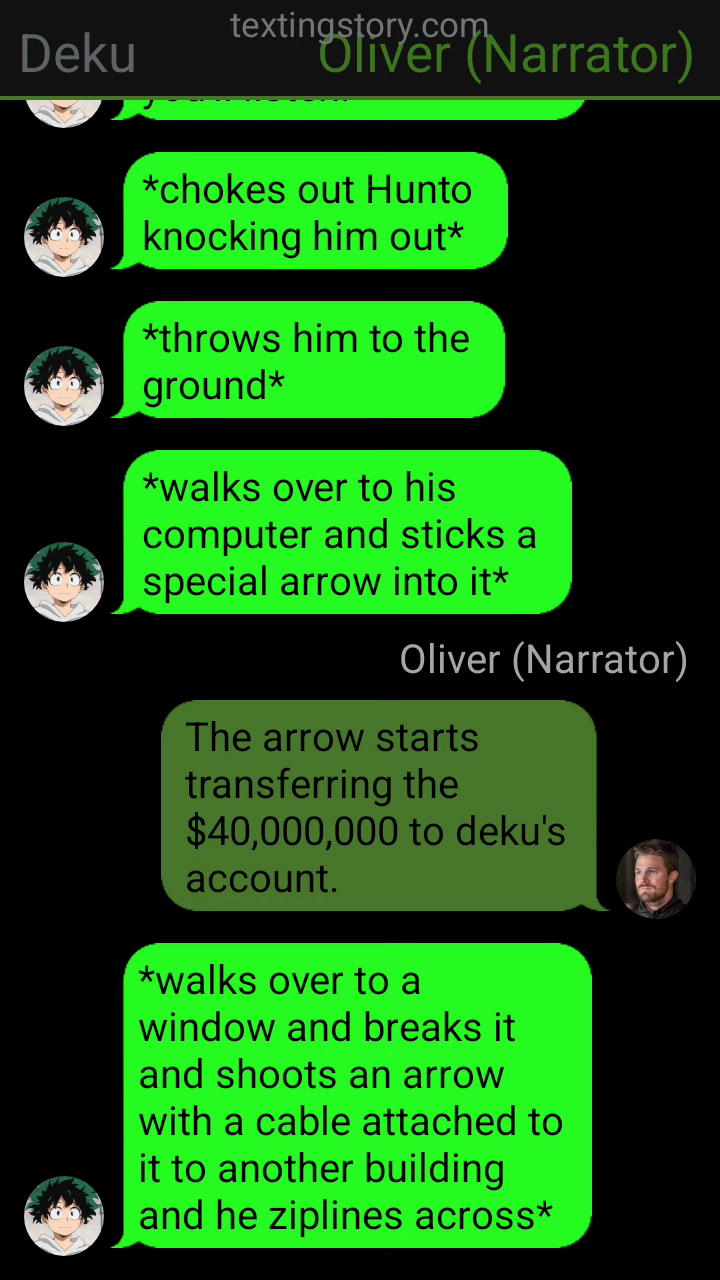 textingstory.com
Deku
Oliver (Narrator)
*chokes out Hunto
knocking him out*
*throws him to the
ground*
*walks over to his
computer and sticks a
special arrow into it*
Oliver (Narrator)
The arrow starts
transferring the
$40,000,000 to deku's
account.
*walks over to a
window and breaks it
and shoots an arrow
with a cable attached to
it to another building
and he ziplines across*